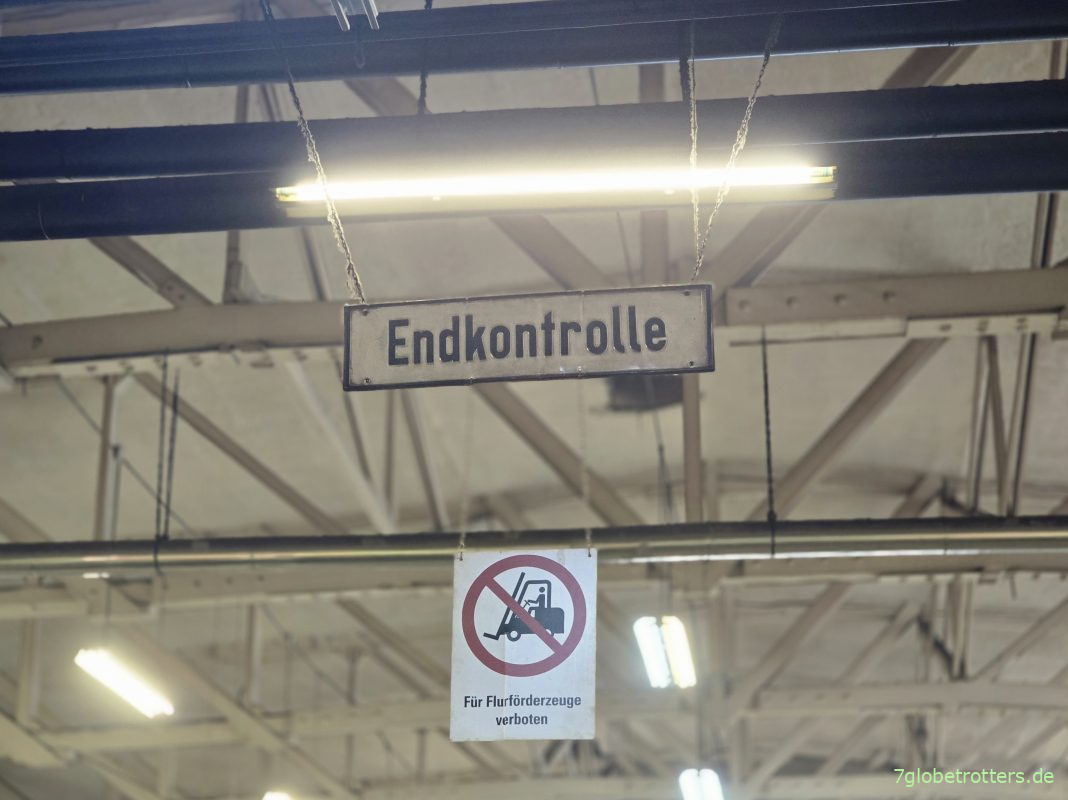 Endkontrolle
Für Flurförderzeuge
verboten
7globetrotters.de